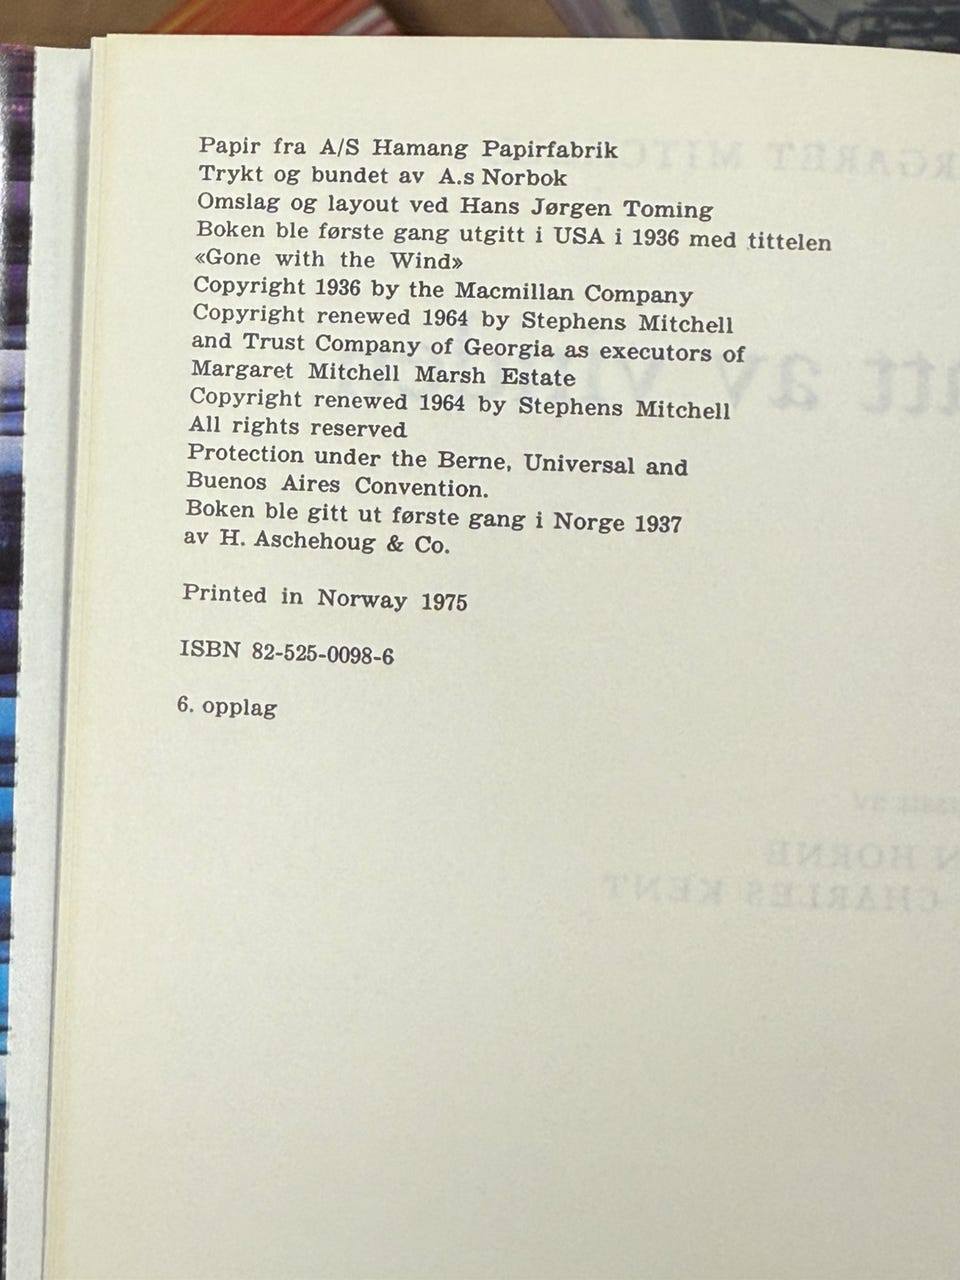 Papir fra A/S Hamang Papirfabrik
Trykt og bundet av A.s Norbok
Omslag og layout ved Hans Jørgen Toming
Boken ble første gang utgitt i USA i 1936 med tittelen
«Gone with the Wind»
Copyright 1936 by the Macmillan Company
Copyright renewed 1964 by Stephens Mitchell
and Trust Company of Georgia as executors of
Margaret Mitchell Marsh Estate
Copyright renewed 1964 by Stephens Mitchell
All rights reserved
Protection under the Berne, Universal and
Buenos Aires Convention.
Boken ble gitt ut første gang i Norge 1937
av H. Aschehoug & Co.
Printed in Norway 1975
ISBN 82-525-0098-6
6. opplag